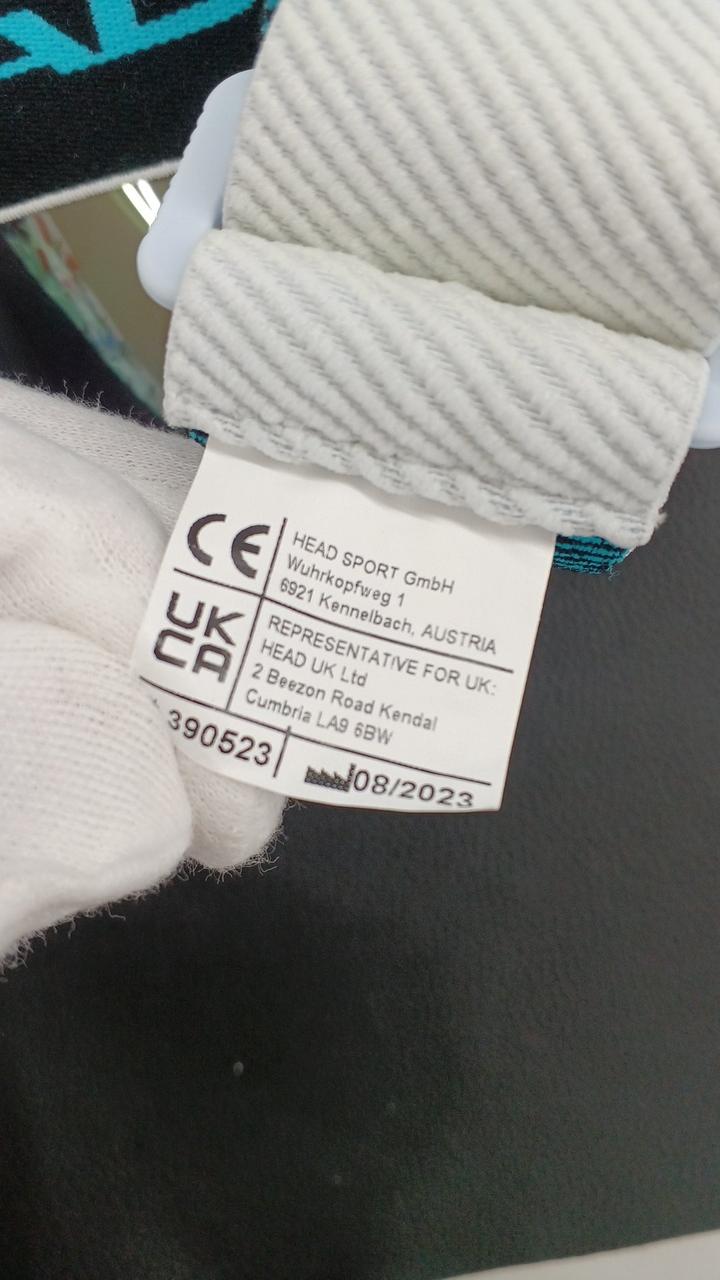 CE
HEAD SPORT GmbH
Wuhrkopfweg 1
6921 Kennelbach, AUSTRIA
UK
CA
REPRESENTATIVE FOR UK:
HEAD UK Ltd
2 Beezon Road Kendal
Cumbria LA9 6BW
390523
08/2023